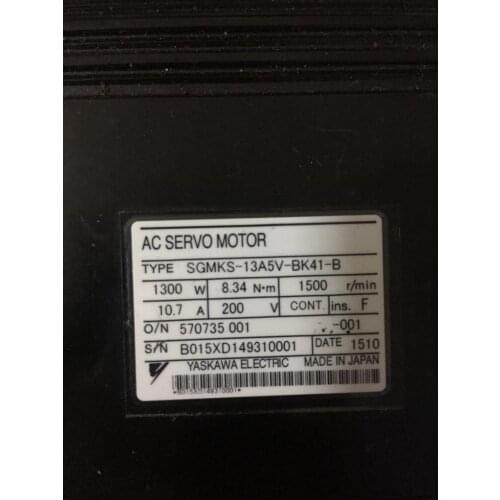 AC SERVO MOTOR
TYPE SGMKS-13A5V-BK41-B
1300 W 8.34 N•m 1500 r/min
10.7 A 200 V CONT. ins. F
O/N 570735 001 -001
S/N B015XD149310001 DATE 1510
YASKAWA ELECTRIC MADE IN JAPAN
*B015XD149310001*